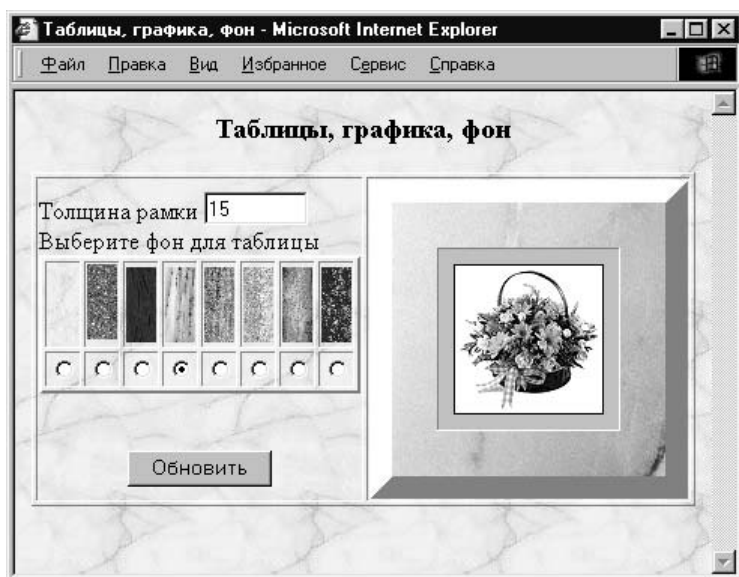 Таблицы, графика, фон - Microsoft Internet Explorer
Файл Правка Вид Избранное Сервис Справка
Таблицы, графика, фон
Толщина рамки 15
Выберите фон для таблицы
Обновить